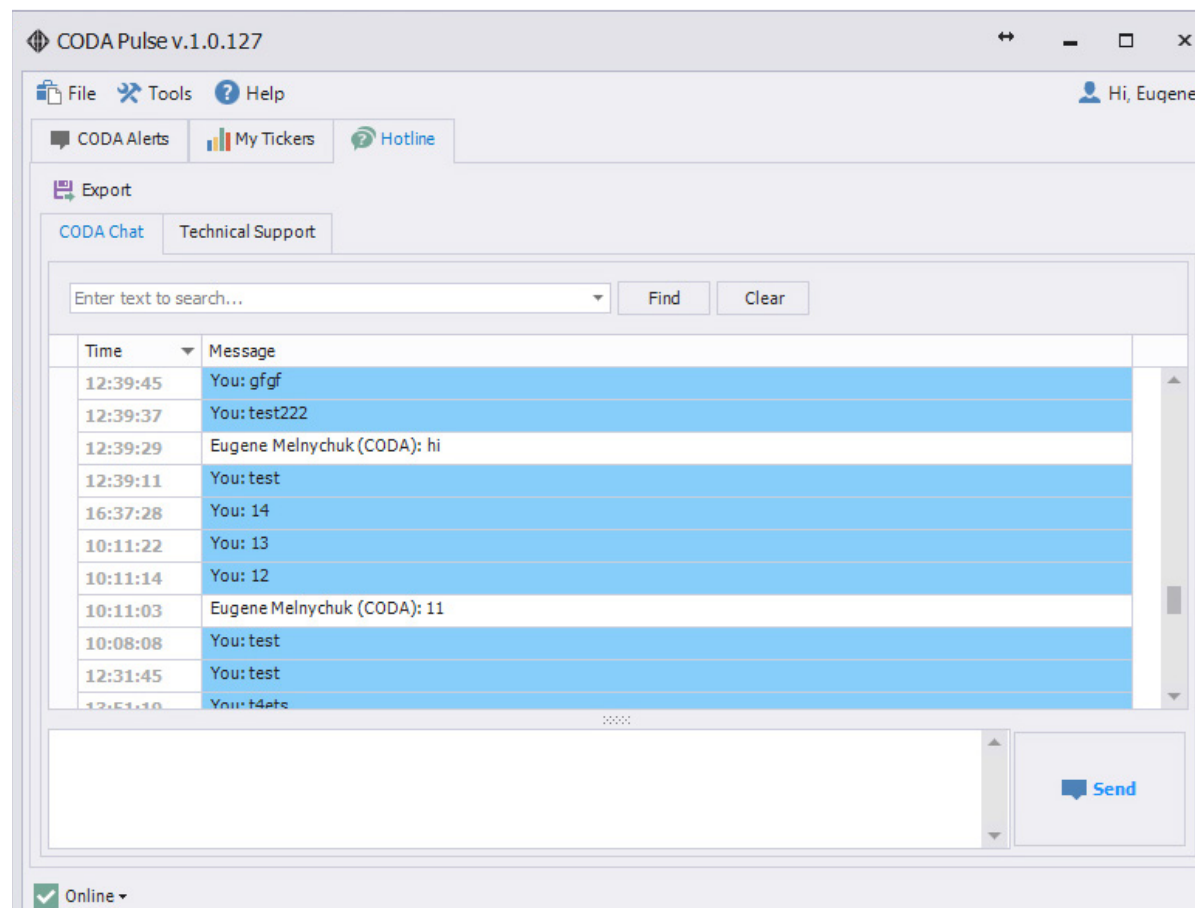 CODA Pulse v.1.0.127
File Tools Help Hi, Eugene
CODA Alerts My Tickers Hotline
Export
CODA Chat Technical Support
Enter text to search... Find Clear
Time Message
12:39:45 You: gfgf
12:39:37 You: test222
12:39:29 Eugene Melnychuk (CODA): hi
12:39:11 You: test
16:37:28 You: 14
10:11:22 You: 13
10:11:14 You: 12
10:11:03 Eugene Melnychuk (CODA): 11
10:08:08 You: test
12:31:45 You: test
You: t4ets
Send
Online